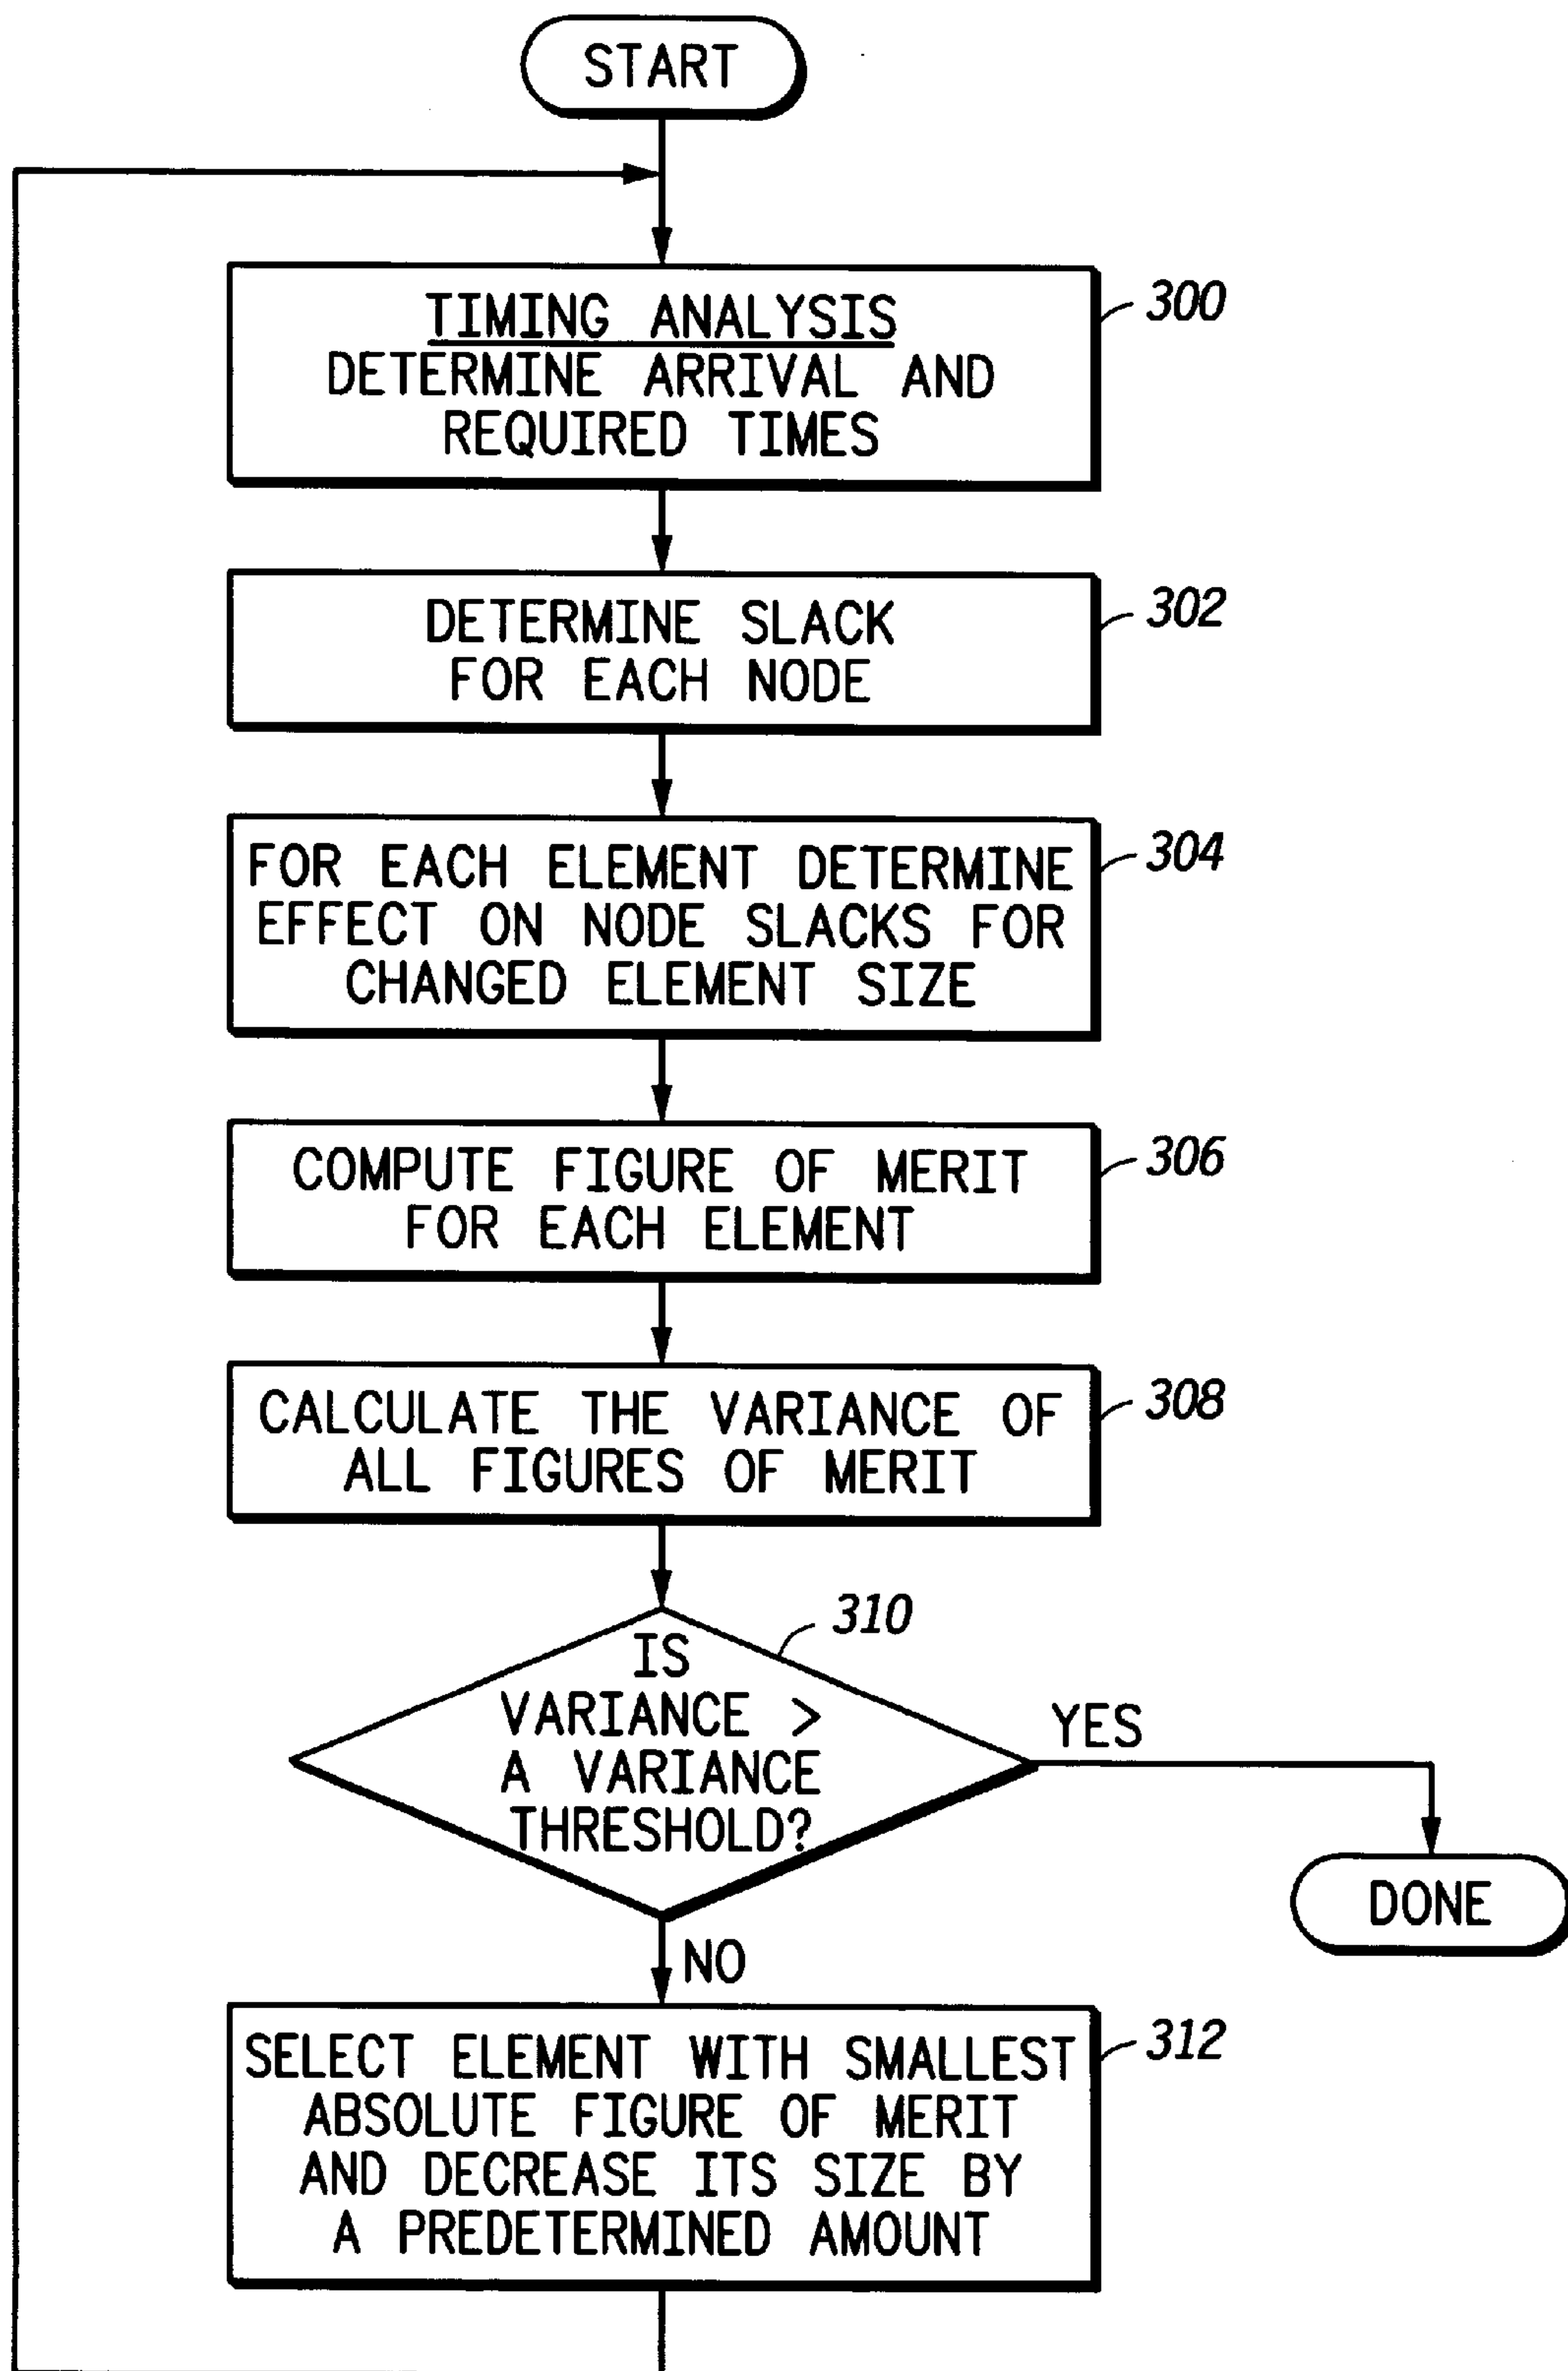 START
TIMING ANALYSIS
DETERMINE ARRIVAL AND
REQUIRED TIMES
300
DETERMINE SLACK
FOR EACH NODE
302
FOR EACH ELEMENT DETERMINE
EFFECT ON NODE SLACKS FOR
CHANGED ELEMENT SIZE
304
COMPUTE FIGURE OF MERIT
FOR EACH ELEMENT
306
CALCULATE THE VARIANCE OF
ALL FIGURES OF MERIT
308
310
IS
VARIANCE >
A VARIANCE
THRESHOLD?
YES
DONE
NO
SELECT ELEMENT WITH SMALLEST
ABSOLUTE FIGURE OF MERIT
AND DECREASE ITS SIZE BY
A PREDETERMINED AMOUNT
312